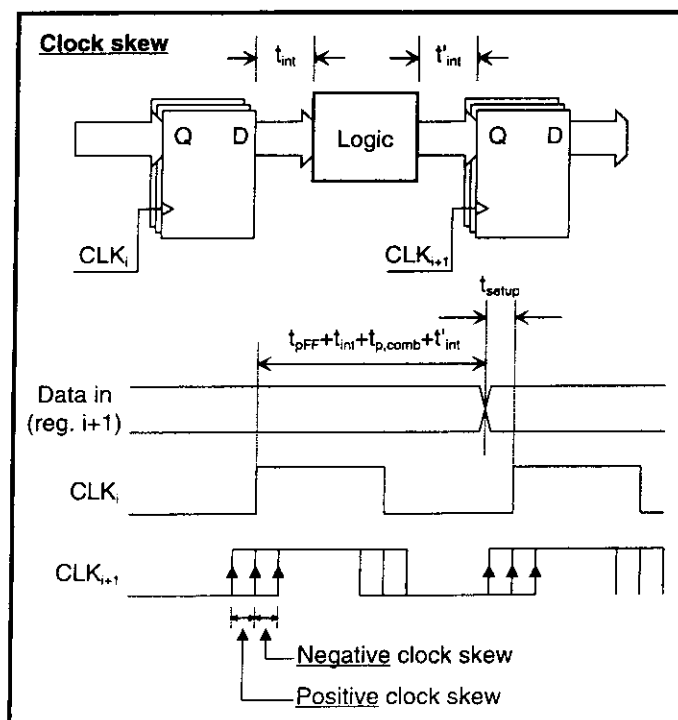 Clock skew
t_int
t'_int
Q D
Logic
Q D
CLK_i
CLK_i+1
t_setup
t_pFF+t_int+t_p,comb+t'_int
Data in
(reg. i+1)
CLK_i
CLK_i+1
Negative clock skew
Positive clock skew